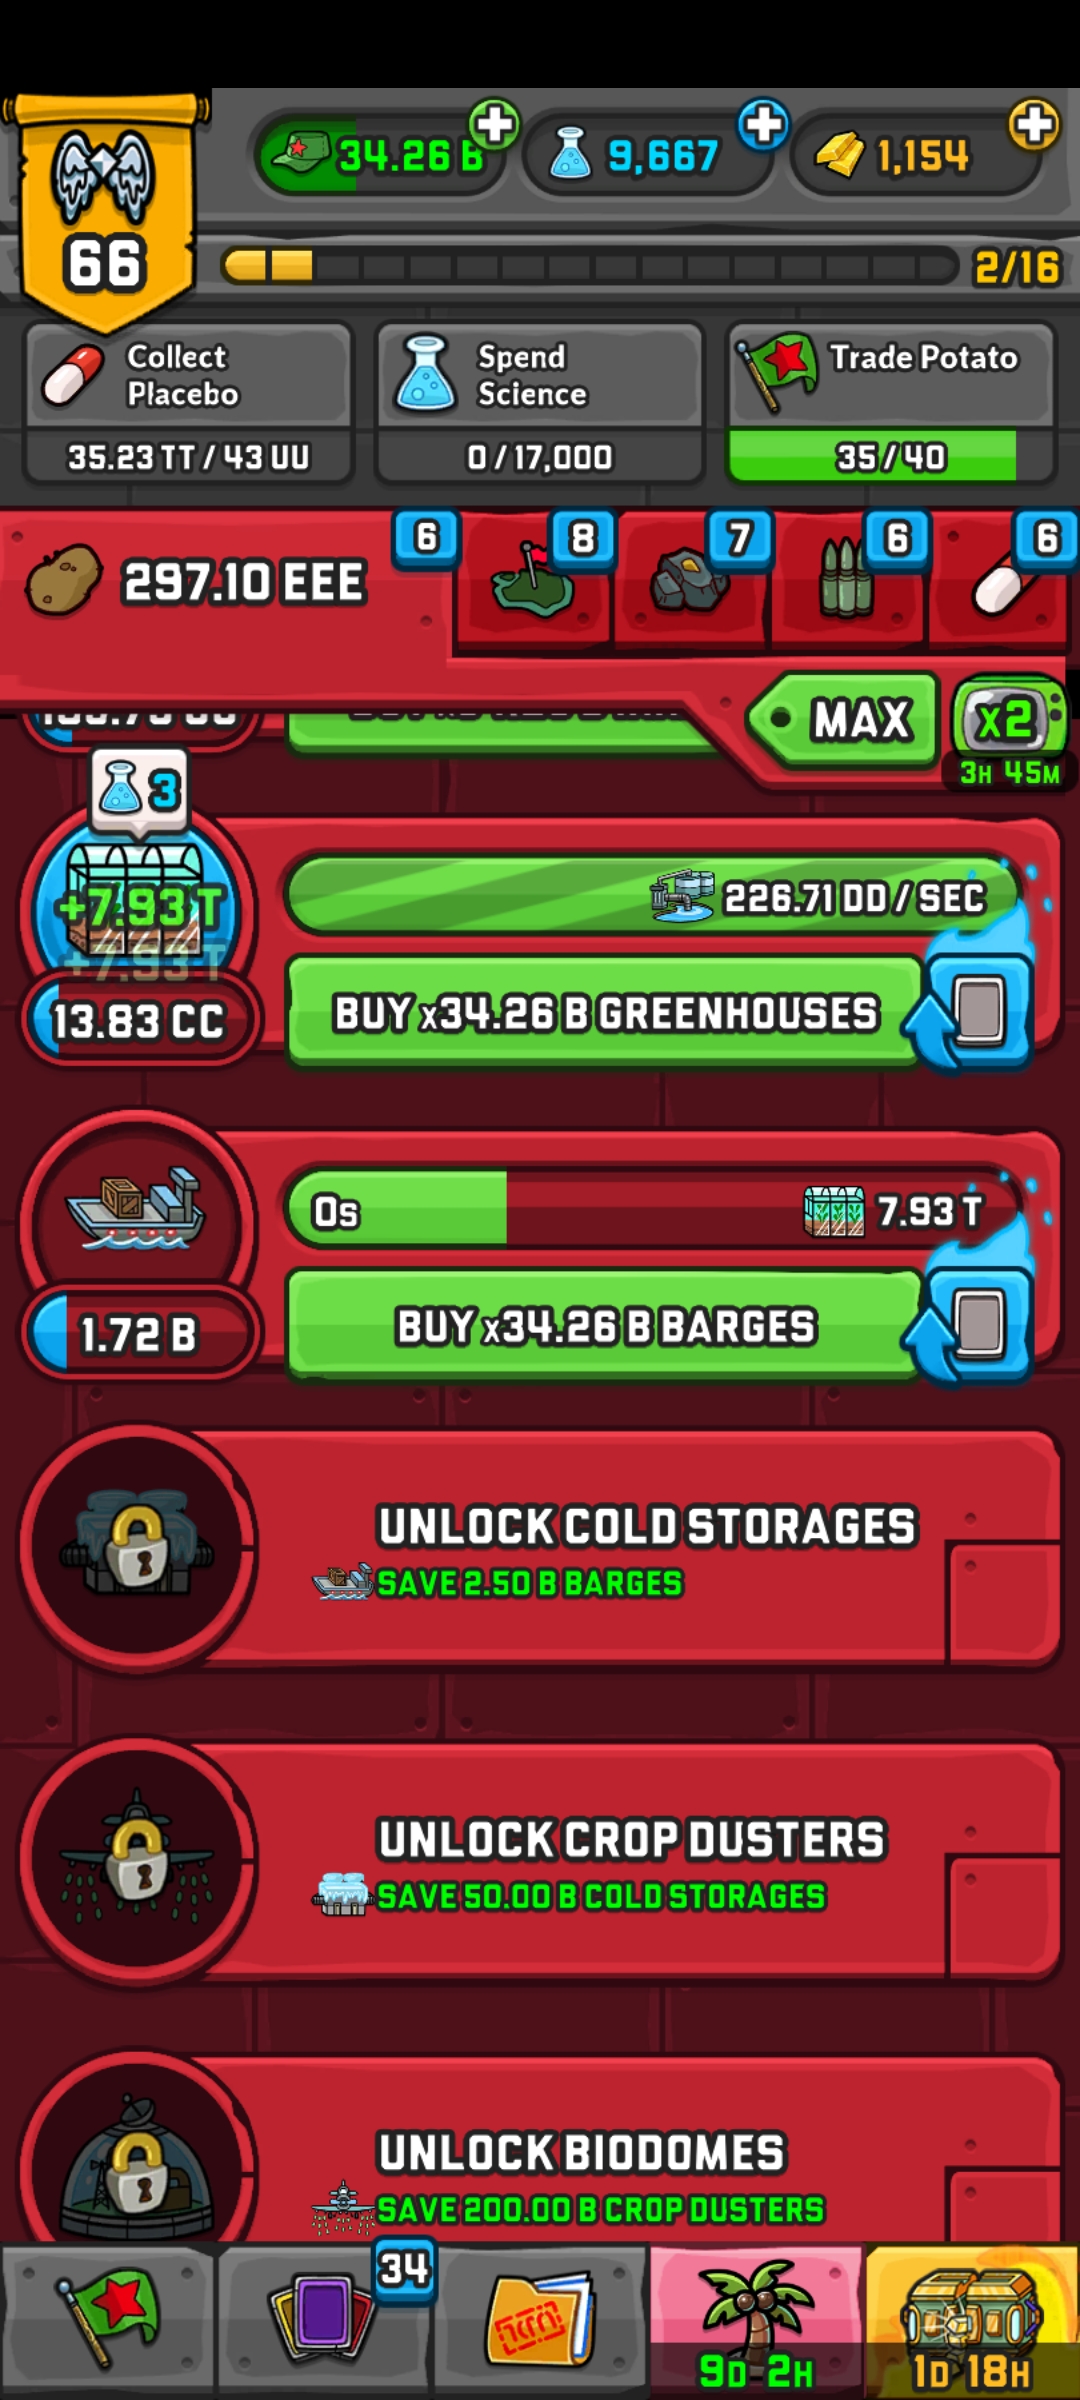 34.26 B
9,667
1,154
66
2/16
Collect
Placebo
35.23 TT / 43 UU
Spend
Science
0 / 17,000
Trade Potato
35 / 40
297.10 EEE
6
8
7
6
6
MAX
x2
3H 45M
3
+7.93 T
+7.93 T
13.83 CC
226.71 DD / SEC
BUY x34.26 B GREENHOUSES
1.72 B
0s
7.93 T
BUY x34.26 B BARGES
UNLOCK COLD STORAGES
SAVE 2.50 B BARGES
UNLOCK CROP DUSTERS
SAVE 50.00 B COLD STORAGES
UNLOCK BIODOMES
SAVE 200.00 B CROP DUSTERS
34
9D 2H
1D 18H